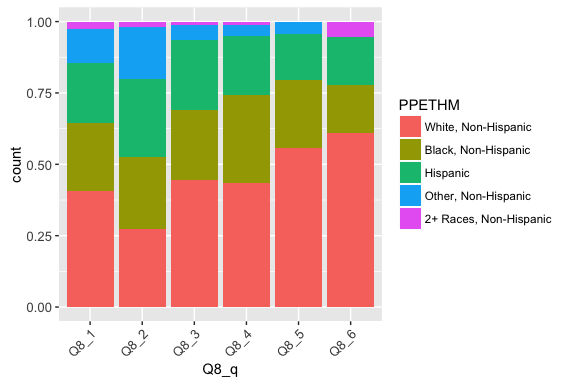 1.00
0.75
0.50
0.25
0.00
count
Q8_1
Q8_2
Q8_3
Q8_4
Q8_5
Q8_6
Q8_q
PPETHM
White, Non-Hispanic
Black, Non-Hispanic
Hispanic
Other, Non-Hispanic
2+ Races, Non-Hispanic